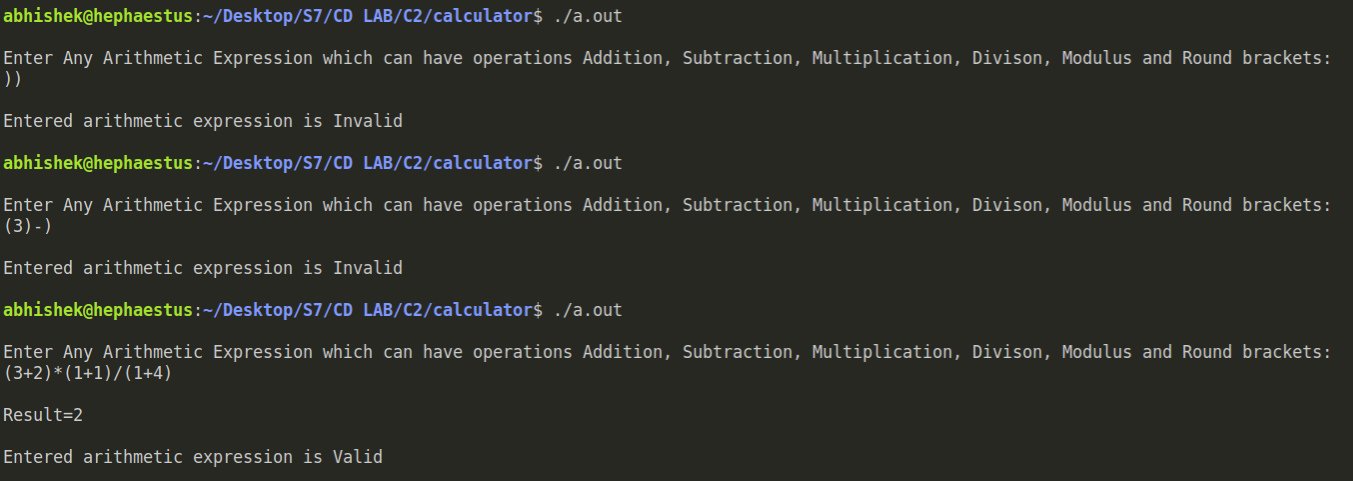 abhishek@hephaestus:~/Desktop/S7/CD LAB/C2/calculator$ ./a.out
Enter Any Arithmetic Expression which can have operations Addition, Subtraction, Multiplication, Divison, Modulus and Round brackets:
))
Entered arithmetic expression is Invalid
abhishek@hephaestus:~/Desktop/S7/CD LAB/C2/calculator$ ./a.out
Enter Any Arithmetic Expression which can have operations Addition, Subtraction, Multiplication, Divison, Modulus and Round brackets:
(3)-)
Entered arithmetic expression is Invalid
abhishek@hephaestus:~/Desktop/S7/CD LAB/C2/calculator$ ./a.out
Enter Any Arithmetic Expression which can have operations Addition, Subtraction, Multiplication, Divison, Modulus and Round brackets:
(3+2)*(1+1)/(1+4)
Result=2
Entered arithmetic expression is Valid